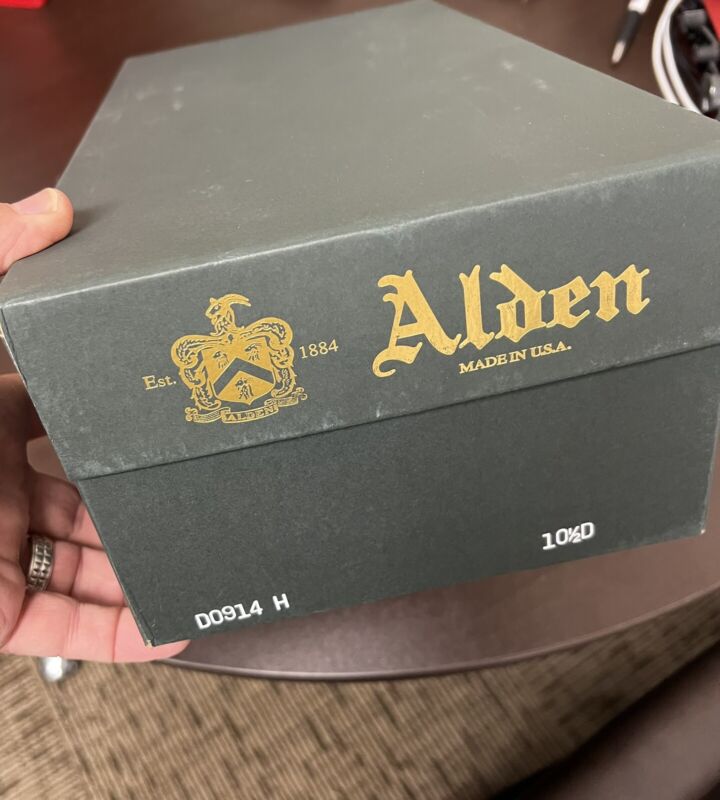 Est.
1884
ALDEN
Alden
MADE IN U.S.A.
10½D
D0914 H